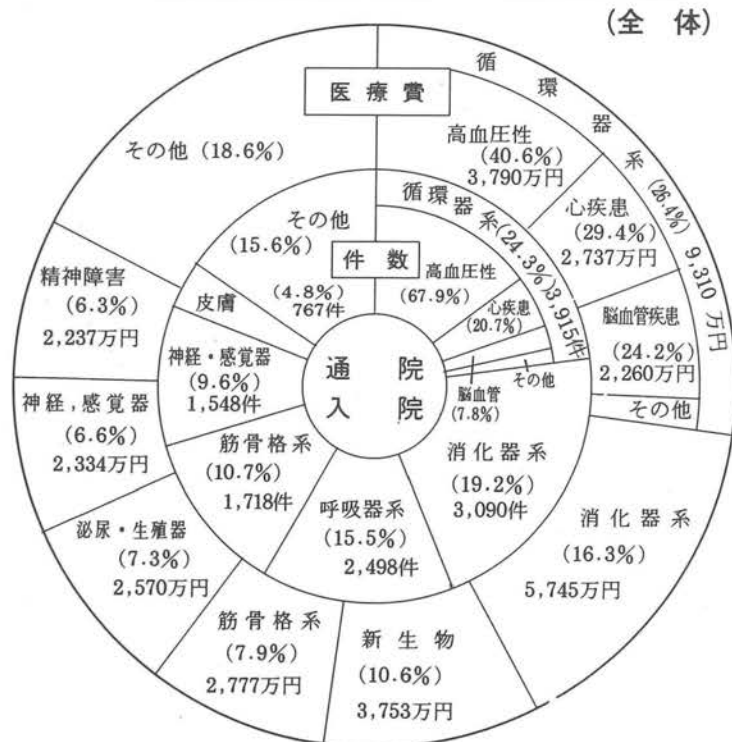 (全 体)
医療費
循環器系 (26.4%) 9,310万円
高血圧性
(40.6%)
3,790万円
心疾患
(29.4%)
2,737万円
脳血管疾患
(24.2%)
2,260万円
その他
消化器系
(16.3%)
5,745万円
新生物
(10.6%)
3,753万円
筋骨格系
(7.9%)
2,777万円
泌尿・生殖器
(7.3%)
2,570万円
神経,感覚器
(6.6%)
2,334万円
精神障害
(6.3%)
2,237万円
その他 (18.6%)
件数
循環器系(24.3%)3,915件
高血圧性
(67.9%)
心疾患
(20.7%)
脳血管
(7.8%)
その他
消化器系
(19.2%)
3,090件
呼吸器系
(15.5%)
2,498件
筋骨格系
(10.7%)
1,718件
神経・感覚器
(9.6%)
1,548件
皮膚
(4.8%)
767件
その他
(15.6%)
通院
入院